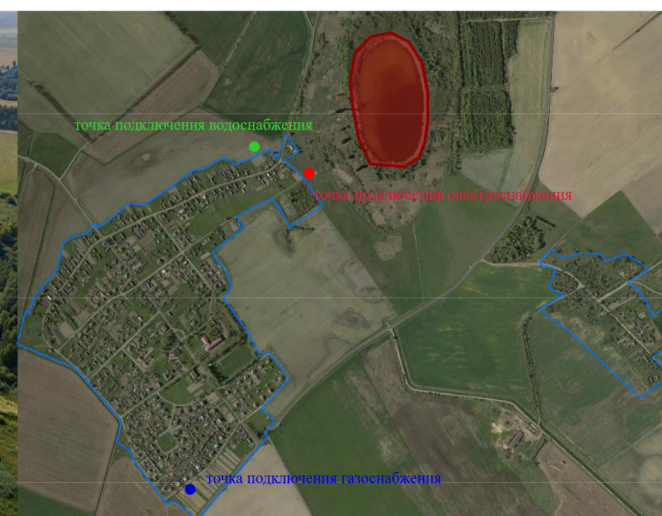 точка подключения водоснабжения
точка подключения электроснабжения
точка подключения газоснабжения